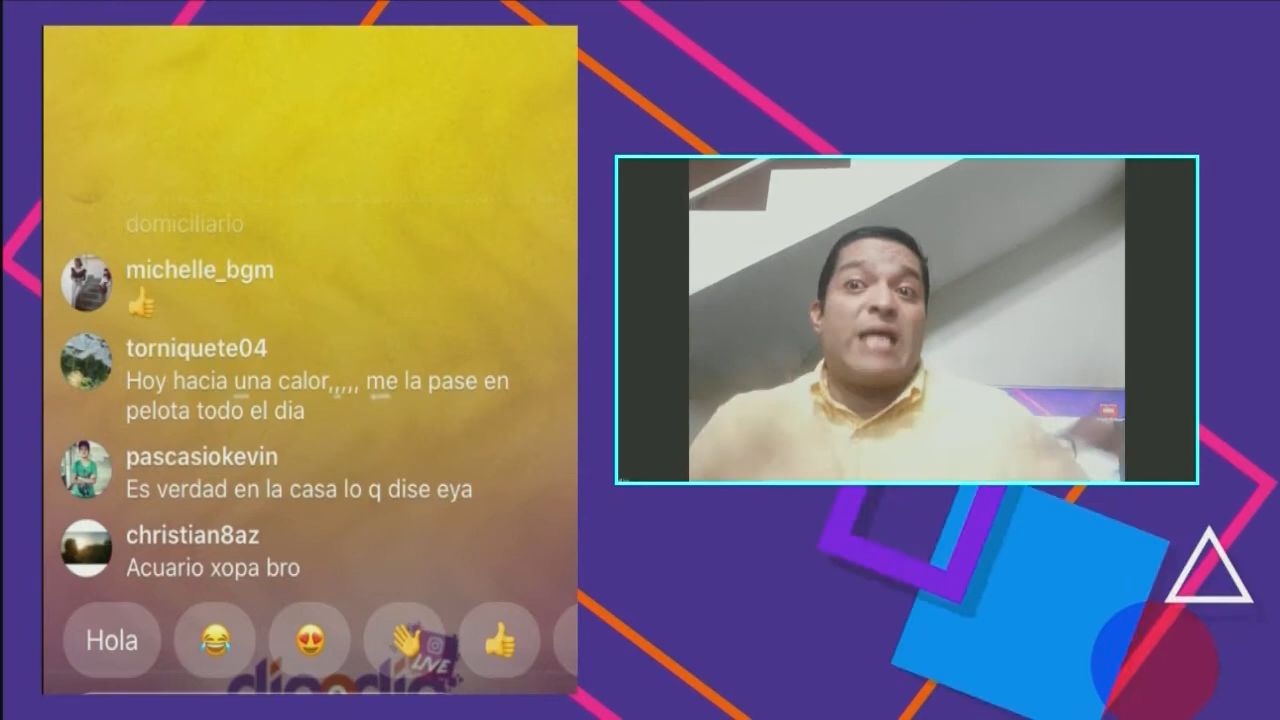 domiciliario
michelle_bgm
👍
torniquete04
Hoy hacia una calor,,,,, me la pase en
pelota todo el dia
pascasiokevin
Es verdad en la casa lo q dise eya
christian8az
Acuario xopa bro
Hola
LIVE